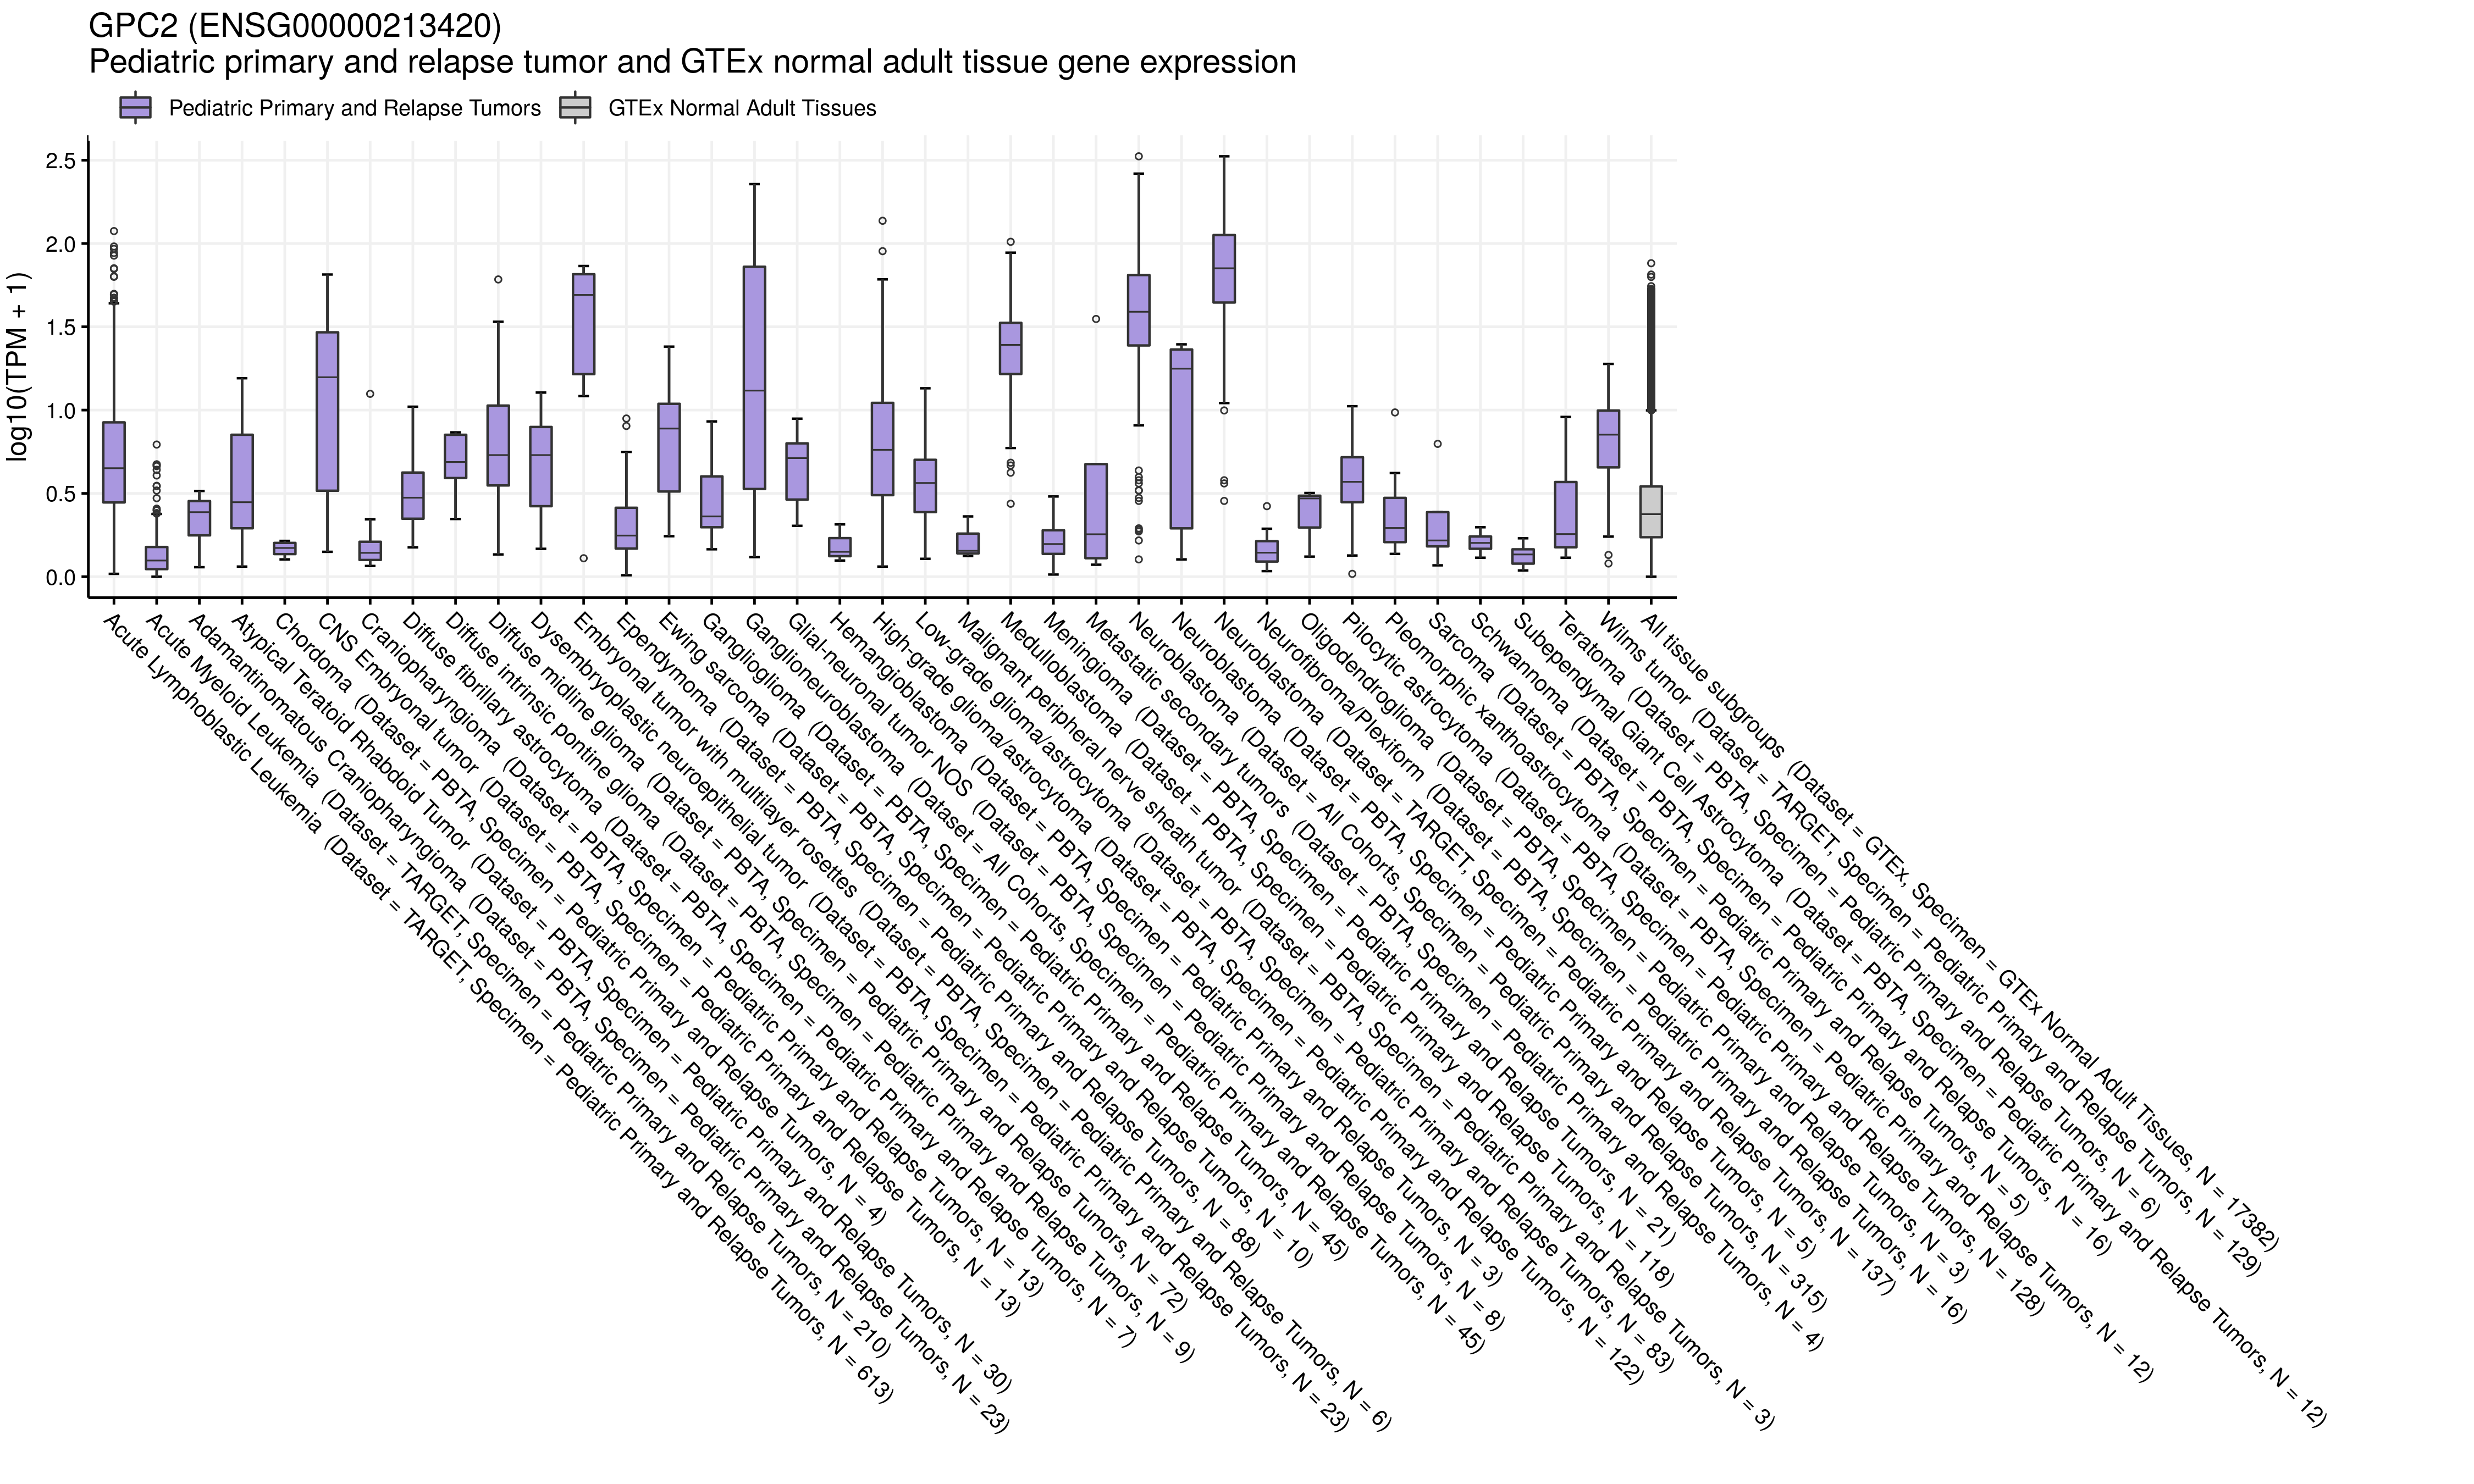 GPC2 (ENSG00000213420)
Pediatric primary and relapse tumor and GTEx normal adult tissue gene expression
Pediatric Primary and Relapse Tumors
GTEx Normal Adult Tissues
log10(TPM + 1)
2.5
2.0
1.5
1.0
0.5
0.0
Acute Lymphoblastic Leukemia (Dataset = TARGET, Specimen = Pediatric Primary and Relapse Tumors, N = 613)
Acute Myeloid Leukemia (Dataset = TARGET, Specimen = Pediatric Primary and Relapse Tumors, N = 210)
Adamantinomatous Craniopharyngioma (Dataset = PBTA, Specimen = Pediatric Primary and Relapse Tumors, N = 23)
Atypical Teratoid Rhabdoid Tumor (Dataset = PBTA, Specimen = Pediatric Primary and Relapse Tumors, N = 30)
Chordoma (Dataset = PBTA, Specimen = Pediatric Primary and Relapse Tumors, N = 4)
CNS Embryonal tumor (Dataset = PBTA, Specimen = Pediatric Primary and Relapse Tumors, N = 13)
Craniopharyngioma (Dataset = PBTA, Specimen = Pediatric Primary and Relapse Tumors, N = 13)
Diffuse fibrillary astrocytoma (Dataset = PBTA, Specimen = Pediatric Primary and Relapse Tumors, N = 7)
Diffuse intrinsic pontine glioma (Dataset = PBTA, Specimen = Pediatric Primary and Relapse Tumors, N = 9)
Diffuse midline glioma (Dataset = PBTA, Specimen = Pediatric Primary and Relapse Tumors, N = 72)
Dysembryoplastic neuroepithelial tumor (Dataset = PBTA, Specimen = Pediatric Primary and Relapse Tumors, N = 23)
Embryonal tumor with multilayer rosettes (Dataset = PBTA, Specimen = Pediatric Primary and Relapse Tumors, N = 6)
Ependymoma (Dataset = PBTA, Specimen = Pediatric Primary and Relapse Tumors, N = 88)
Ewing sarcoma (Dataset = PBTA, Specimen = Pediatric Primary and Relapse Tumors, N = 10)
Ganglioglioma (Dataset = PBTA, Specimen = Pediatric Primary and Relapse Tumors, N = 45)
Ganglioneuroblastoma (Dataset = All Cohorts, Specimen = Pediatric Primary and Relapse Tumors, N = 45)
Glial-neuronal tumor NOS (Dataset = PBTA, Specimen = Pediatric Primary and Relapse Tumors, N = 8)
Hemangioblastoma (Dataset = PBTA, Specimen = Pediatric Primary and Relapse Tumors, N = 3)
High-grade glioma/astrocytoma (Dataset = PBTA, Specimen = Pediatric Primary and Relapse Tumors, N = 122)
Low-grade glioma/astrocytoma (Dataset = PBTA, Specimen = Pediatric Primary and Relapse Tumors, N = 83)
Malignant peripheral nerve sheath tumor (Dataset = PBTA, Specimen = Pediatric Primary and Relapse Tumors, N = 3)
Medulloblastoma (Dataset = PBTA, Specimen = Pediatric Primary and Relapse Tumors, N = 118)
Meningioma (Dataset = PBTA, Specimen = Pediatric Primary and Relapse Tumors, N = 21)
Metastatic secondary tumors (Dataset = PBTA, Specimen = Pediatric Primary and Relapse Tumors, N = 4)
Neuroblastoma (Dataset = All Cohorts, Specimen = Pediatric Primary and Relapse Tumors, N = 315)
Neuroblastoma (Dataset = PBTA, Specimen = Pediatric Primary and Relapse Tumors, N = 5)
Neuroblastoma (Dataset = TARGET, Specimen = Pediatric Primary and Relapse Tumors, N = 137)
Neurofibroma/Plexiform (Dataset = PBTA, Specimen = Pediatric Primary and Relapse Tumors, N = 16)
Oligodendroglioma (Dataset = PBTA, Specimen = Pediatric Primary and Relapse Tumors, N = 3)
Pilocytic astrocytoma (Dataset = PBTA, Specimen = Pediatric Primary and Relapse Tumors, N = 128)
Pleomorphic xanthoastrocytoma (Dataset = PBTA, Specimen = Pediatric Primary and Relapse Tumors, N = 12)
Sarcoma (Dataset = PBTA, Specimen = Pediatric Primary and Relapse Tumors, N = 5)
Schwannoma (Dataset = PBTA, Specimen = Pediatric Primary and Relapse Tumors, N = 16)
Subependymal Giant Cell Astrocytoma (Dataset = PBTA, Specimen = Pediatric Primary and Relapse Tumors, N = 12)
Teratoma (Dataset = PBTA, Specimen = Pediatric Primary and Relapse Tumors, N = 6)
Wilms tumor (Dataset = TARGET, Specimen = Pediatric Primary and Relapse Tumors, N = 129)
All tissue subgroups (Dataset = GTEx, Specimen = GTEx Normal Adult Tissues, N = 17382)